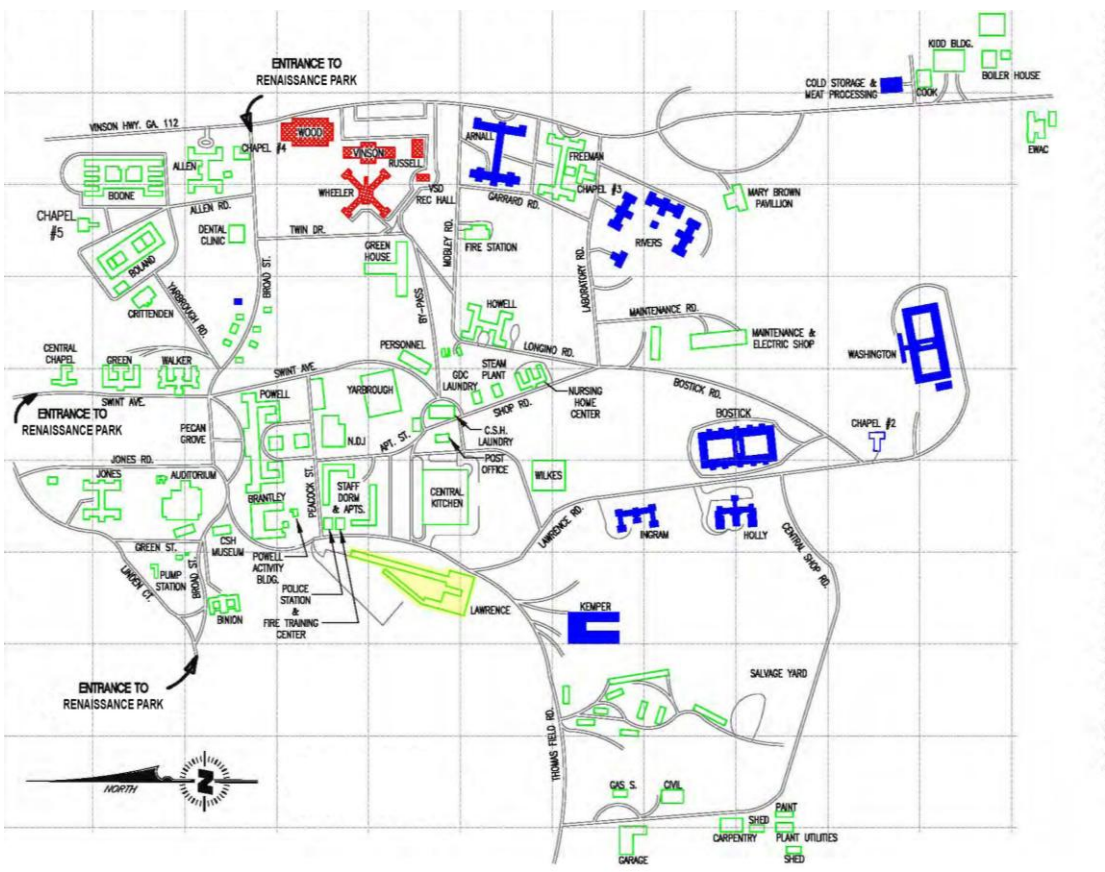 KIDD BLDG.
BOILER HOUSE
COLD STORAGE &
MEAT PROCESSING
COOK
EWAC
ENTRANCE TO
RENAISSANCE PARK
VINSON HWY. GA. 112
WOOD
CHAPEL #4
ALLEN
BOONE
VINSON
RUSSELL
WHEELER
VSD
REC HALL
ARNALL
FREEMAN
CHAPEL #3
GARRARD RD.
MARY BROWN
PAVILLION
CHAPEL
#5
ALLEN RD.
DENTAL
CLINIC
TWIN DR.
BOLAND
GREEN
HOUSE
MOBLEY RD.
FIRE STATION
RIVERS
CRITTENDEN
YARBROUGH RD.
BROAD ST.
BY-PASS
LABORATORY RD.
HOWELL
MAINTENANCE RD.
MAINTENANCE &
ELECTRIC SHOP
WASHINGTON
CENTRAL
CHAPEL
GREEN
WALKER
PERSONNEL
LONGINO RD.
SWINT AVE
GDC
LAUNDRY
STEAM
PLANT
NURSING
HOME
CENTER
BOSTICK RD.
SWINT AVE.
ENTRANCE TO
RENAISSANCE PARK
POWELL
YARBROUGH
SHOP RD.
PECAN
GROVE
N.D.I
APT. ST.
C.S.H.
LAUNDRY
POST
OFFICE
BOSTICK
CHAPEL #2
JONES RD.
JONES
AUDITORIUM
BRANTLEY
PEACOCK ST.
STAFF
DORM
& APTS.
CENTRAL
KITCHEN
WILKES
LAWRENCE RD.
INGRAM
HOLLY
CENTRAL SHOP RD.
GREEN ST.
CSH
MUSEUM
POWELL
ACTIVITY
BLDG.
PUMP
STATION
LINDEN CT.
BROAD ST.
BINION
POLICE
STATION
&
FIRE TRAINING
CENTER
LAWRENCE
KEMPER
ENTRANCE TO
RENAISSANCE PARK
SALVAGE YARD
THOMAS FIELD RD.
NORTH
N
GAS S.
CIVIL
PAINT
SHED
CARPENTRY
PLANT UTILITIES
GARAGE
SHED